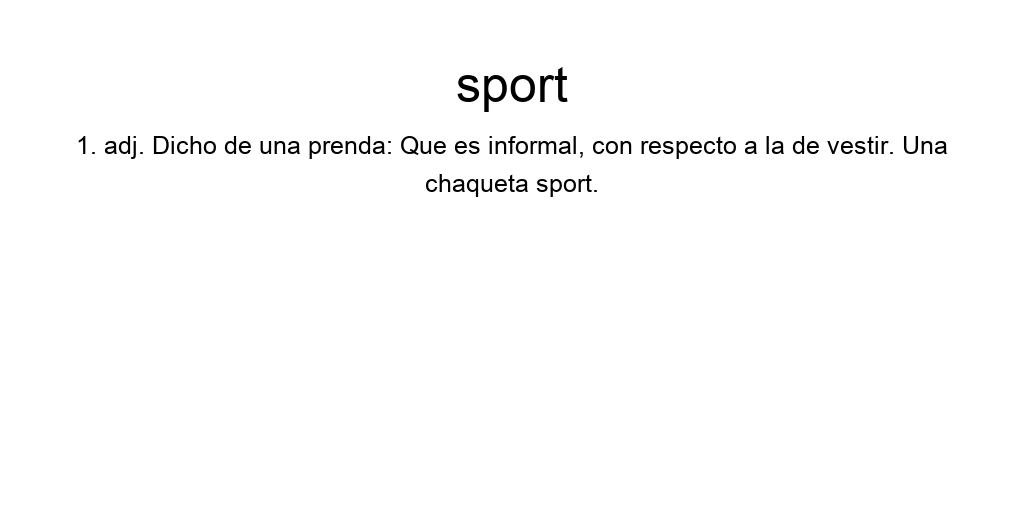 sport
1. adj. Dicho de una prenda: Que es informal, con respecto a la de vestir. Una
chaqueta sport.